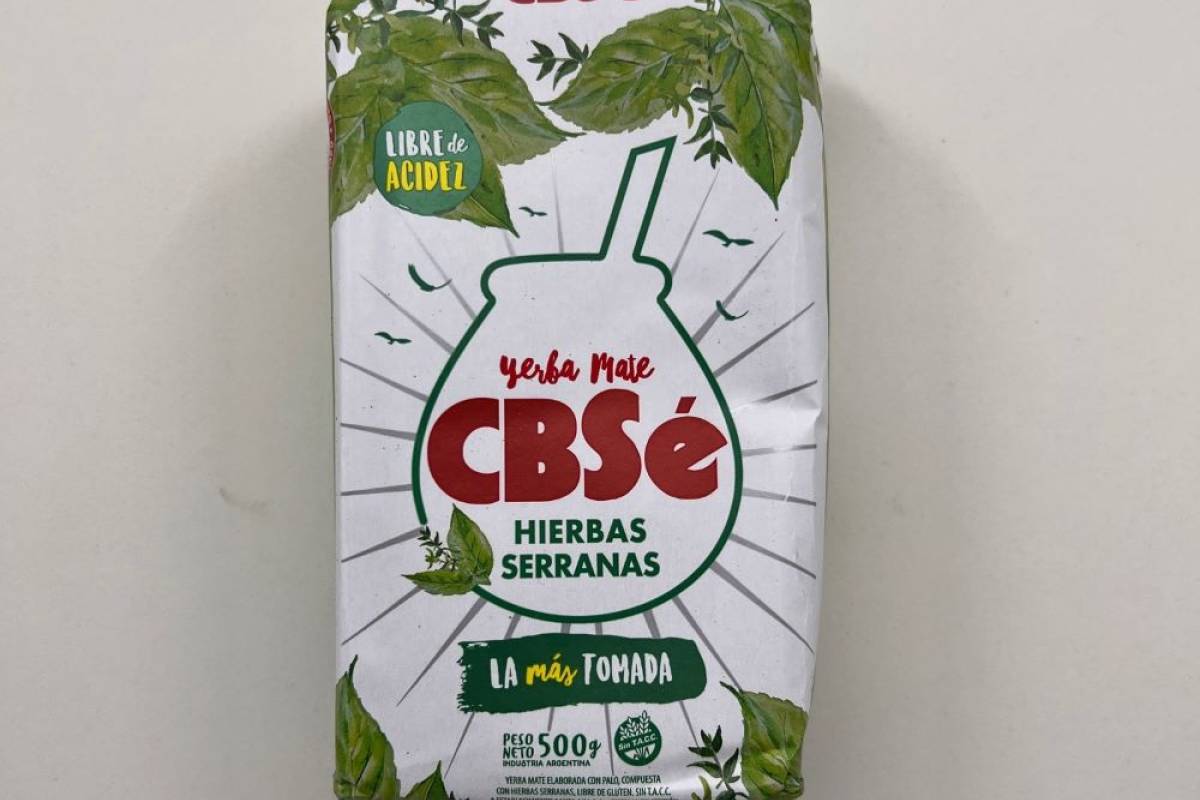 LIBRE de
ACIDEZ
yerba Mate
CBSé
HIERBAS
SERRANAS
LA más TOMADA
PESO
NETO 500g
INDUSTRIA ARGENTINA
Sin T.A.C.C.
YERBA MATE ELABORADA CON PALO, COMPUESTA
CON HIERBAS SERRANAS, LIBRE DE GLUTEN, SIN T.A.C.C.